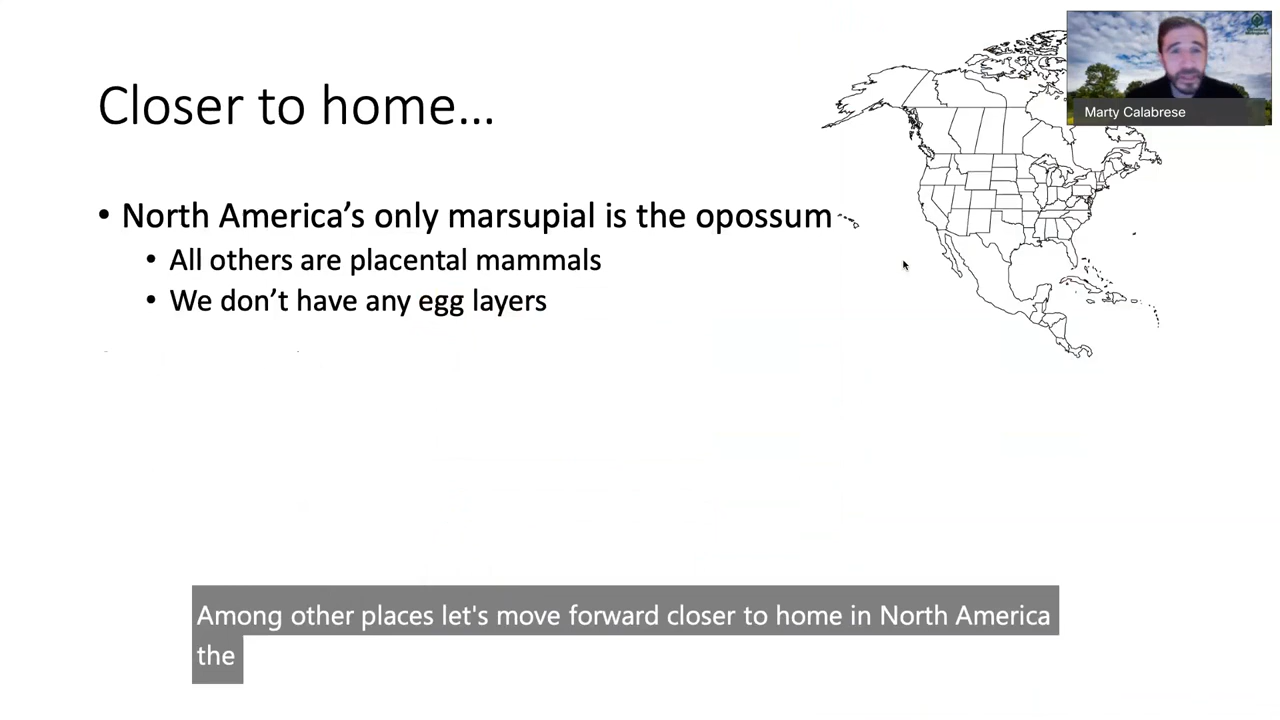 Closer to home...
• North America's only marsupial is the opossum
• All others are placental mammals
• We don't have any egg layers
Marty Calabrese
Among other places let's move forward closer to home in North America
the